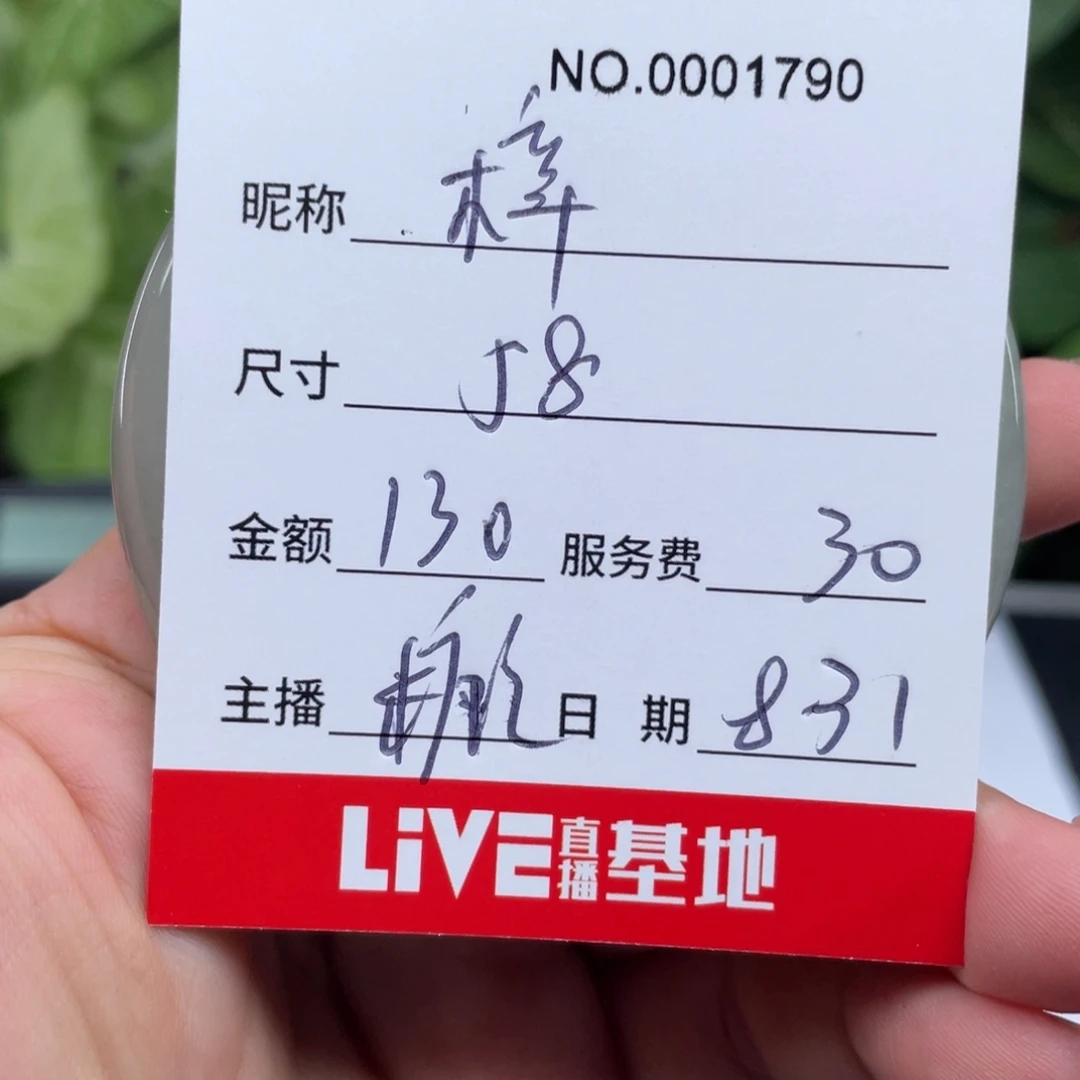 NO.0001790
昵称 梓
尺寸 58
金额 130 服务费 30
主播 日期 831
LiVE直播基地